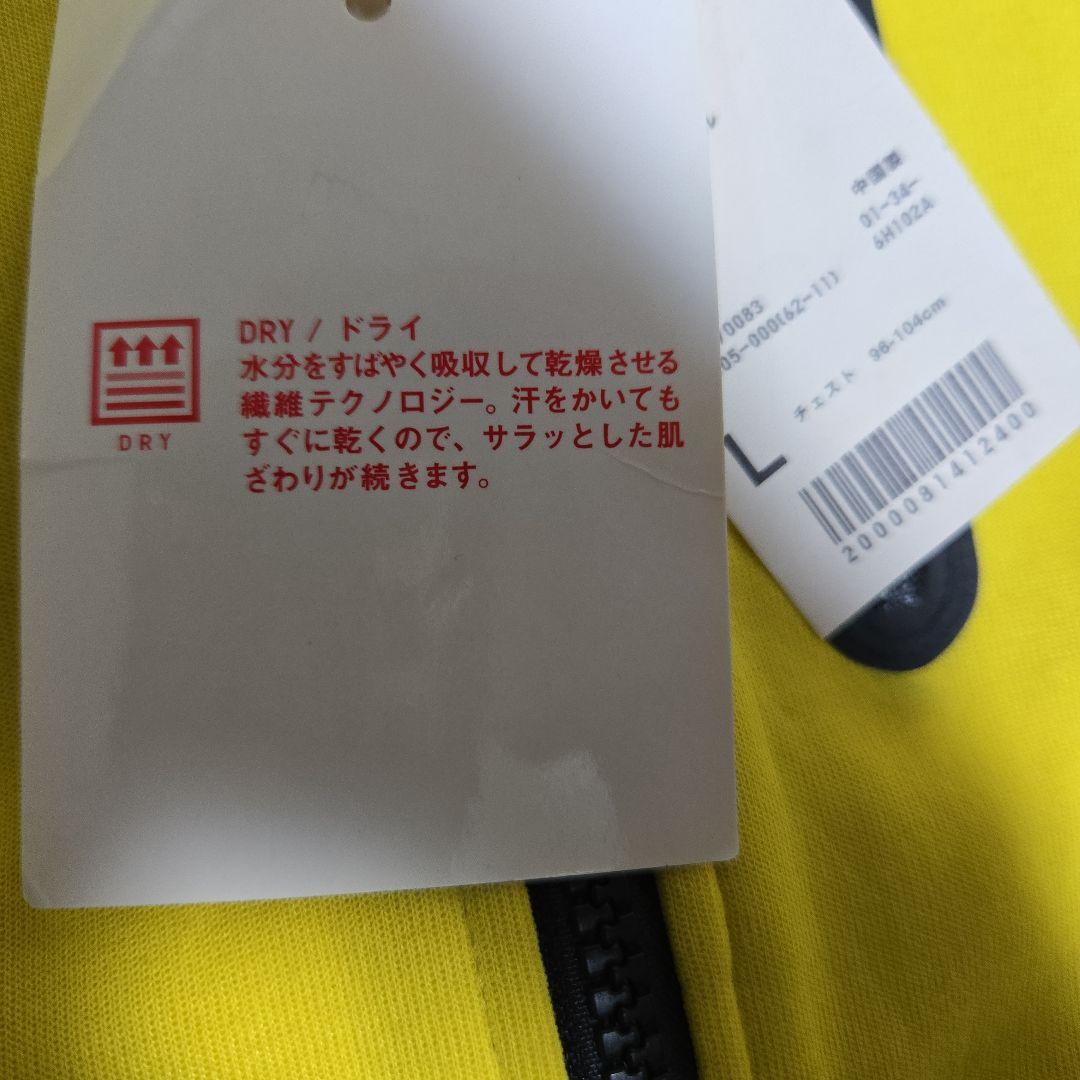 DRY / ドライ
水分をすばやく吸収して乾燥させる
繊維テクノロジー。汗をかいても
すぐに乾くので、サラッとした肌
ざわりが続きます。
DRY
中国製
01-34-
6H102A
0083
05-000(62-11)
チェスト 96-104cm
L
2000081412400